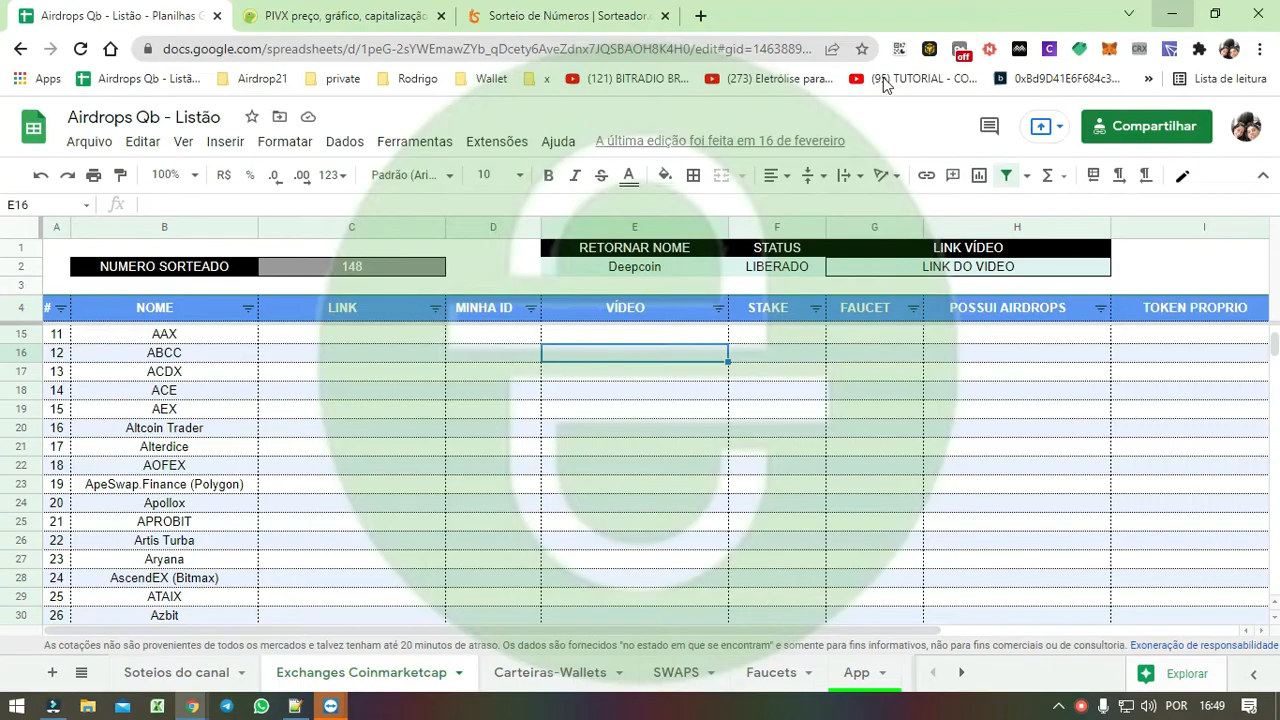 Airdrops Qb - Listão - Planilhas G
PIVX preço, gráfico, capitalização
Sorteio de Números | Sorteador.
docs.google.com/spreadsheets/d/1peG-2sYWEmawZYb_qDcety6AveZdnx7JQSBAOH8K4H0/edit#gid=1463889...
off
CRX
Apps
Airdrops Qb - Listã...
Airdrop21
private
Rodrigo
Wallet
x
(121) BITRADIO BR...
(273) Eletrólise para...
TUTORIAL - CO...
0xBd9D41E6F684c3...
»
Lista de leitura
Airdrops Qb - Listão
Arquivo Editar Ver Inserir Formatar Dados Ferramentas Extensões Ajuda
A última edição foi feita em 16 de fevereiro
Compartilhar
100% R$ % .0 .00 123 Padrão (Ari... 10 B I S A
E16 fx
A B C D E F G H I
1 RETORNAR NOME STATUS LINK VÍDEO
2 NUMERO SORTEADO 148 Deepcoin LIBERADO LINK DO VIDEO
3
4 # NOME LINK MINHA ID VÍDEO STAKE FAUCET POSSUI AIRDROPS TOKEN PROPRIO
15 11 AAX
16 12 ABCC
17 13 ACDX
18 14 ACE
19 15 AEX
20 16 Altcoin Trader
21 17 Alterdice
22 18 AOFEX
23 19 ApeSwap.Finance (Polygon)
24 20 Apollox
25 21 APROBIT
26 22 Artis Turba
27 23 Aryana
28 24 AscendEX (Bitmax)
29 25 ATAIX
30 26 Azbit
As cotações não são provenientes de todos os mercados e talvez tenham até 20 minutos de atraso. Os dados são fornecidos "no estado em que se encontram" e somente para fins informativos, não para fins comerciais ou de consultoria. Exoneração de responsabilidade
Soteios do canal
Exchanges Coinmarketcap
Carteiras-Wallets
SWAPS
Faucets
App
Explorar
POR 16:49